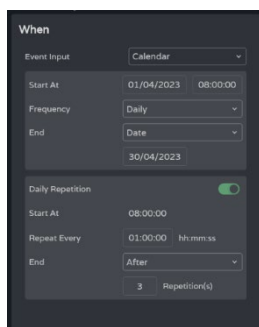 When
Event Input Calendar
Start At 01/04/2023 08:00:00
Frequency Daily
End Date
30/04/2023
Daily Repetition
Start At 08:00:00
Repeat Every 01:00:00 hh:mm:ss
End After
3 Repetition(s)